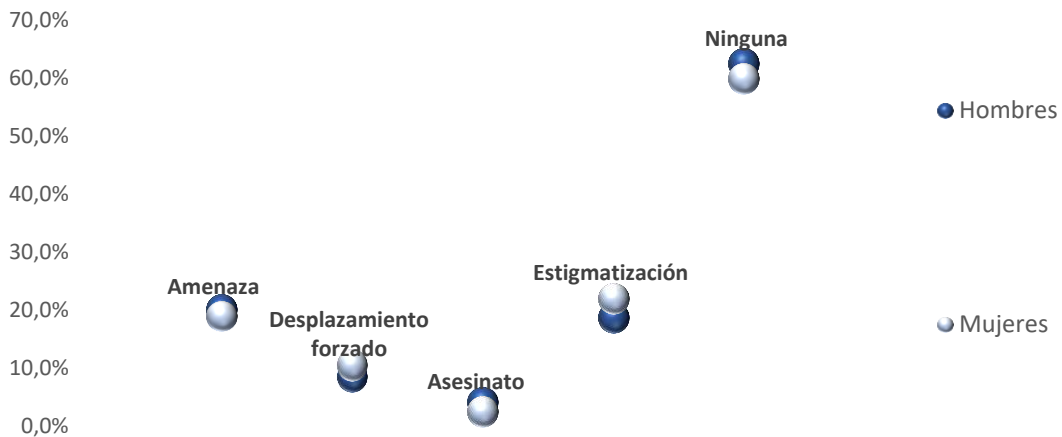 70,0%
60,0%
50,0%
40,0%
30,0%
20,0%
10,0%
0,0%
Amenaza
Desplazamiento
forzado
Asesinato
Estigmatización
Ninguna
Hombres
Mujeres